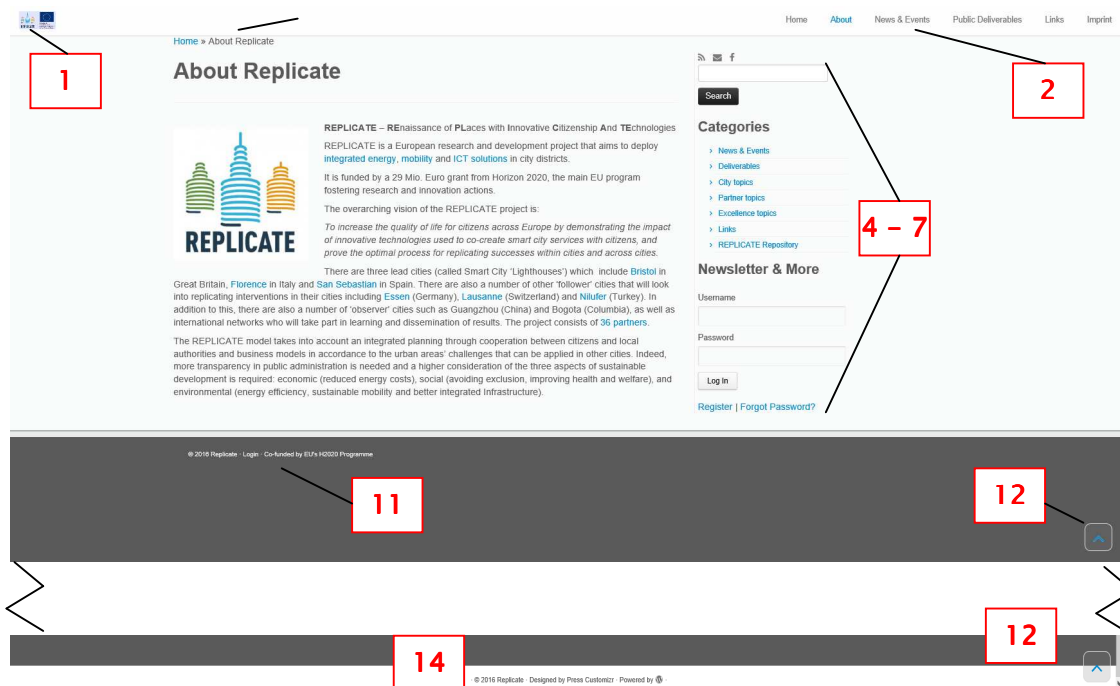 Home About News & Events Public Deliverables Links Imprint
1
2
Home » About Replicate
About Replicate
REPLICATE
REPLICATE – REnaissance of PLaces with Innovative Citizenship And TEchnologies
REPLICATE is a European research and development project that aims to deploy
integrated energy, mobility and ICT solutions in city districts.
It is funded by a 29 Mio. Euro grant from Horizon 2020, the main EU program
fostering research and innovation actions.
The overarching vision of the REPLICATE project is:
To increase the quality of life for citizens across Europe by demonstrating the impact
of innovative technologies used to co-create smart city services with citizens, and
prove the optimal process for replicating successes within cities and across cities.
There are three lead cities (called Smart City 'Lighthouses') which include Bristol in
Great Britain, Florence in Italy and San Sebastian in Spain. There are also a number of other 'follower' cities that will look
into replicating interventions in their cities including Essen (Germany), Lausanne (Switzerland) and Nilufer (Turkey). In
addition to this, there are also a number of 'observer' cities such as Guangzhou (China) and Bogota (Columbia), as well as
international networks who will take part in learning and dissemination of results. The project consists of 36 partners.
The REPLICATE model takes into account an integrated planning through cooperation between citizens and local
authorities and business models in accordance to the urban areas' challenges that can be applied in other cities. Indeed,
more transparency in public administration is needed and a higher consideration of the three aspects of sustainable
development is required: economic (reduced energy costs), social (avoiding exclusion, improving health and welfare), and
environmental (energy efficiency, sustainable mobility and better integrated Infrastructure).
Search
Categories
› News & Events
› Deliverables
› City topics
› Partner topics
› Excellence topics
› Links
› REPLICATE Repository
4 – 7
Newsletter & More
Username
Password
Log In
Register | Forgot Password?
© 2016 Replicate · Login · Co-funded by EU's H2020 Programme
11
12
12
14
© 2016 Replicate · Designed by Press Customizr · Powered by